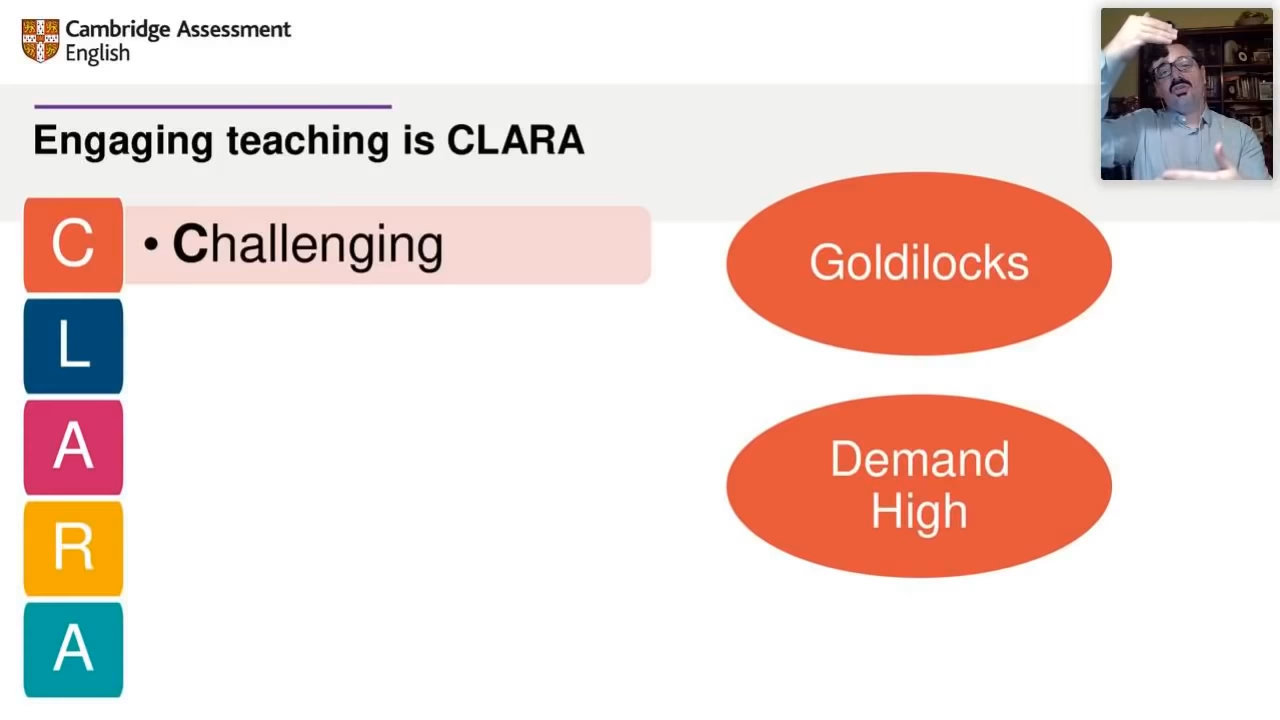 Cambridge Assessment
English
Engaging teaching is CLARA
C
• Challenging
L
A
R
A
Goldilocks
Demand
High